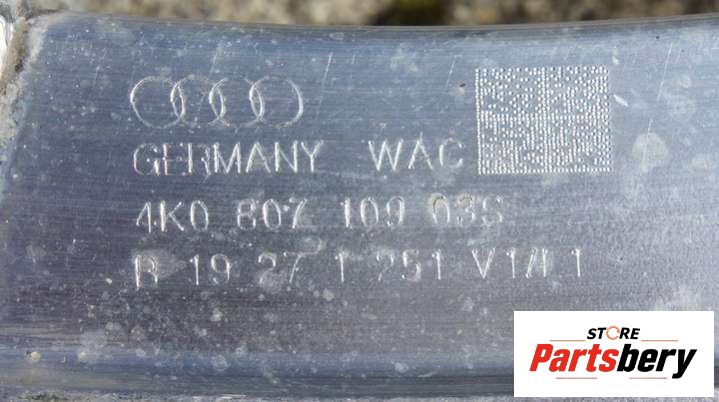 GERMANY WAC
4K0 807 109 03S
R 19 27 1 251 V1/1 1
STORE
Partsbery